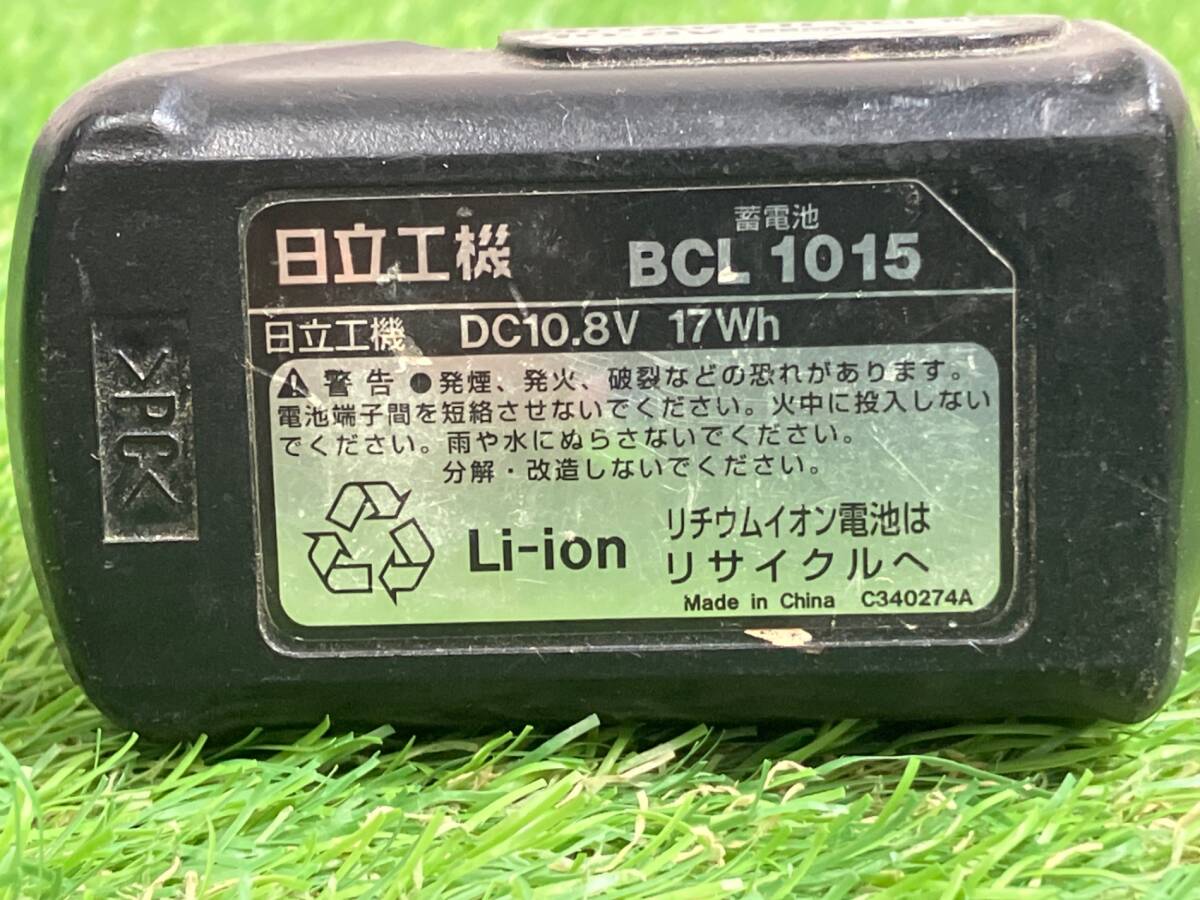 蓄電池
日立工機 BCL 1015
日立工機 DC10.8V 17Wh
警告 ●発煙、発火、破裂などの恐れがあります。
電池端子間を短絡させないでください。火中に投入しない
でください。雨や水にぬらさないでください。
分解・改造しないでください。
Li-ion
リチウムイオン電池は
リサイクルへ
Made in China C340274A
>PC<